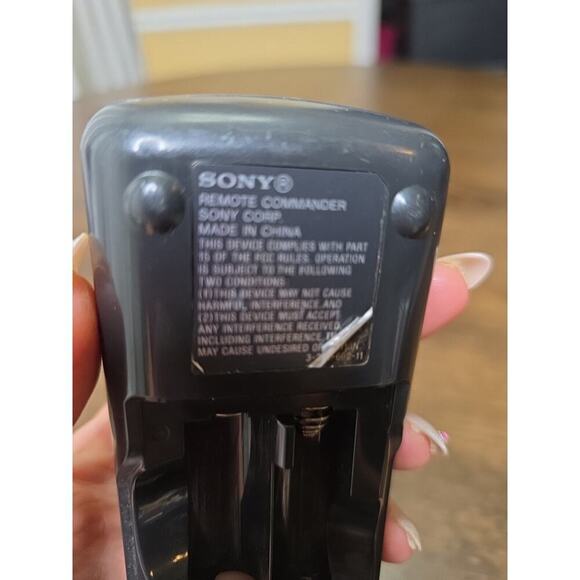 SONY®
REMOTE COMMANDER
SONY CORP.
MADE IN CHINA
THIS DEVICE COMPLIES WITH PART
15 OF THE FCC RULES. OPERATION
IS SUBJECT TO THE FOLLOWING
TWO CONDITIONS:
(1)THIS DEVICE MAY NOT CAUSE
HARMFUL INTERFERENCE,AND
(2)THIS DEVICE MUST ACCEPT
ANY INTERFERENCE RECEIVED,
INCLUDING INTERFERENCE
MAY CAUSE UNDESIRED